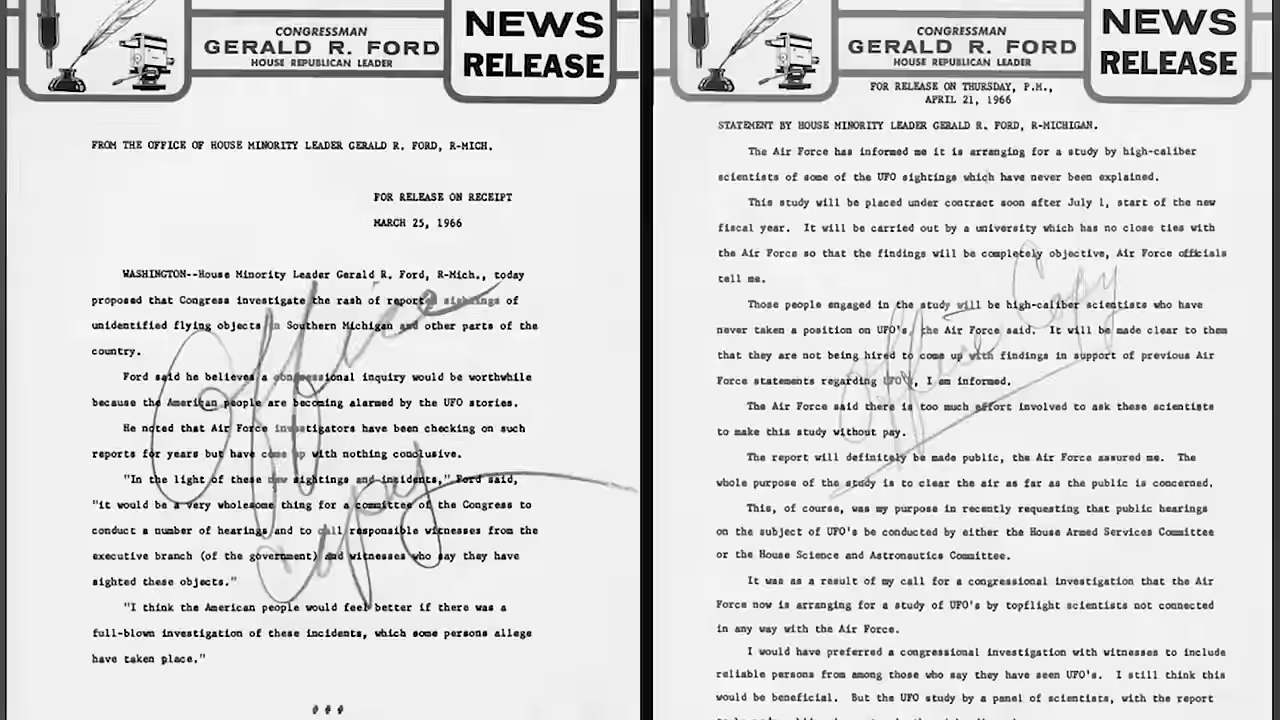 CONGRESSMAN
GERALD R. FORD
HOUSE REPUBLICAN LEADER
NEWS
RELEASE
FROM THE OFFICE OF HOUSE MINORITY LEADER GERALD R. FORD, R-MICH.
FOR RELEASE ON RECEIPT
MARCH 25, 1966
WASHINGTON--House Minority Leader Gerald R. Ford, R-Mich., today
proposed that Congress investigate the rash of reported sightings of
unidentified flying objects in Southern Michigan and other parts of the
country.
Ford said he believes a congressional inquiry would be worthwhile
because the American people are becoming alarmed by the UFO stories.
He noted that Air Force investigators have been checking on such
reports for years but have come up with nothing conclusive.
"In the light of these new sightings and incidents," Ford said,
"it would be a very wholesome thing for a committee of the Congress to
conduct a number of hearings and to call responsible witnesses from the
executive branch (of the government) and witnesses who say they have
sighted these objects."
"I think the American people would feel better if there was a
full-blown investigation of these incidents, which some persons allege
have taken place."
# # #
Office
Copy
CONGRESSMAN
GERALD R. FORD
HOUSE REPUBLICAN LEADER
NEWS
RELEASE
FOR RELEASE ON THURSDAY, P.M.,
APRIL 21, 1966
STATEMENT BY HOUSE MINORITY LEADER GERALD R. FORD, R-MICHIGAN.
The Air Force has informed me it is arranging for a study by high-caliber
scientists of some of the UFO sightings which have never been explained.
This study will be placed under contract soon after July 1, start of the new
fiscal year. It will be carried out by a university which has no close ties with
the Air Force so that the findings will be completely objective, Air Force officials
tell me.
Those people engaged in the study will be high-caliber scientists who have
never taken a position on UFO's, the Air Force said. It will be made clear to them
that they are not being hired to come up with findings in support of previous Air
Force statements regarding UFO's, I am informed.
The Air Force said there is too much effort involved to ask these scientists
to make this study without pay.
The report will definitely be made public, the Air Force assured me. The
whole purpose of the study is to clear the air as far as the public is concerned.
This, of course, was my purpose in recently requesting that public hearings
on the subject of UFO's be conducted by either the House Armed Services Committee
or the House Science and Astronautics Committee.
It was as a result of my call for a congressional investigation that the Air
Force now is arranging for a study of UFO's by topflight scientists not connected
in any way with the Air Force.
I would have preferred a congressional investigation with witnesses to include
reliable persons from among those who say they have seen UFO's. I still think this
would be beneficial. But the UFO study by a panel of scientists, with the report
Office Copy